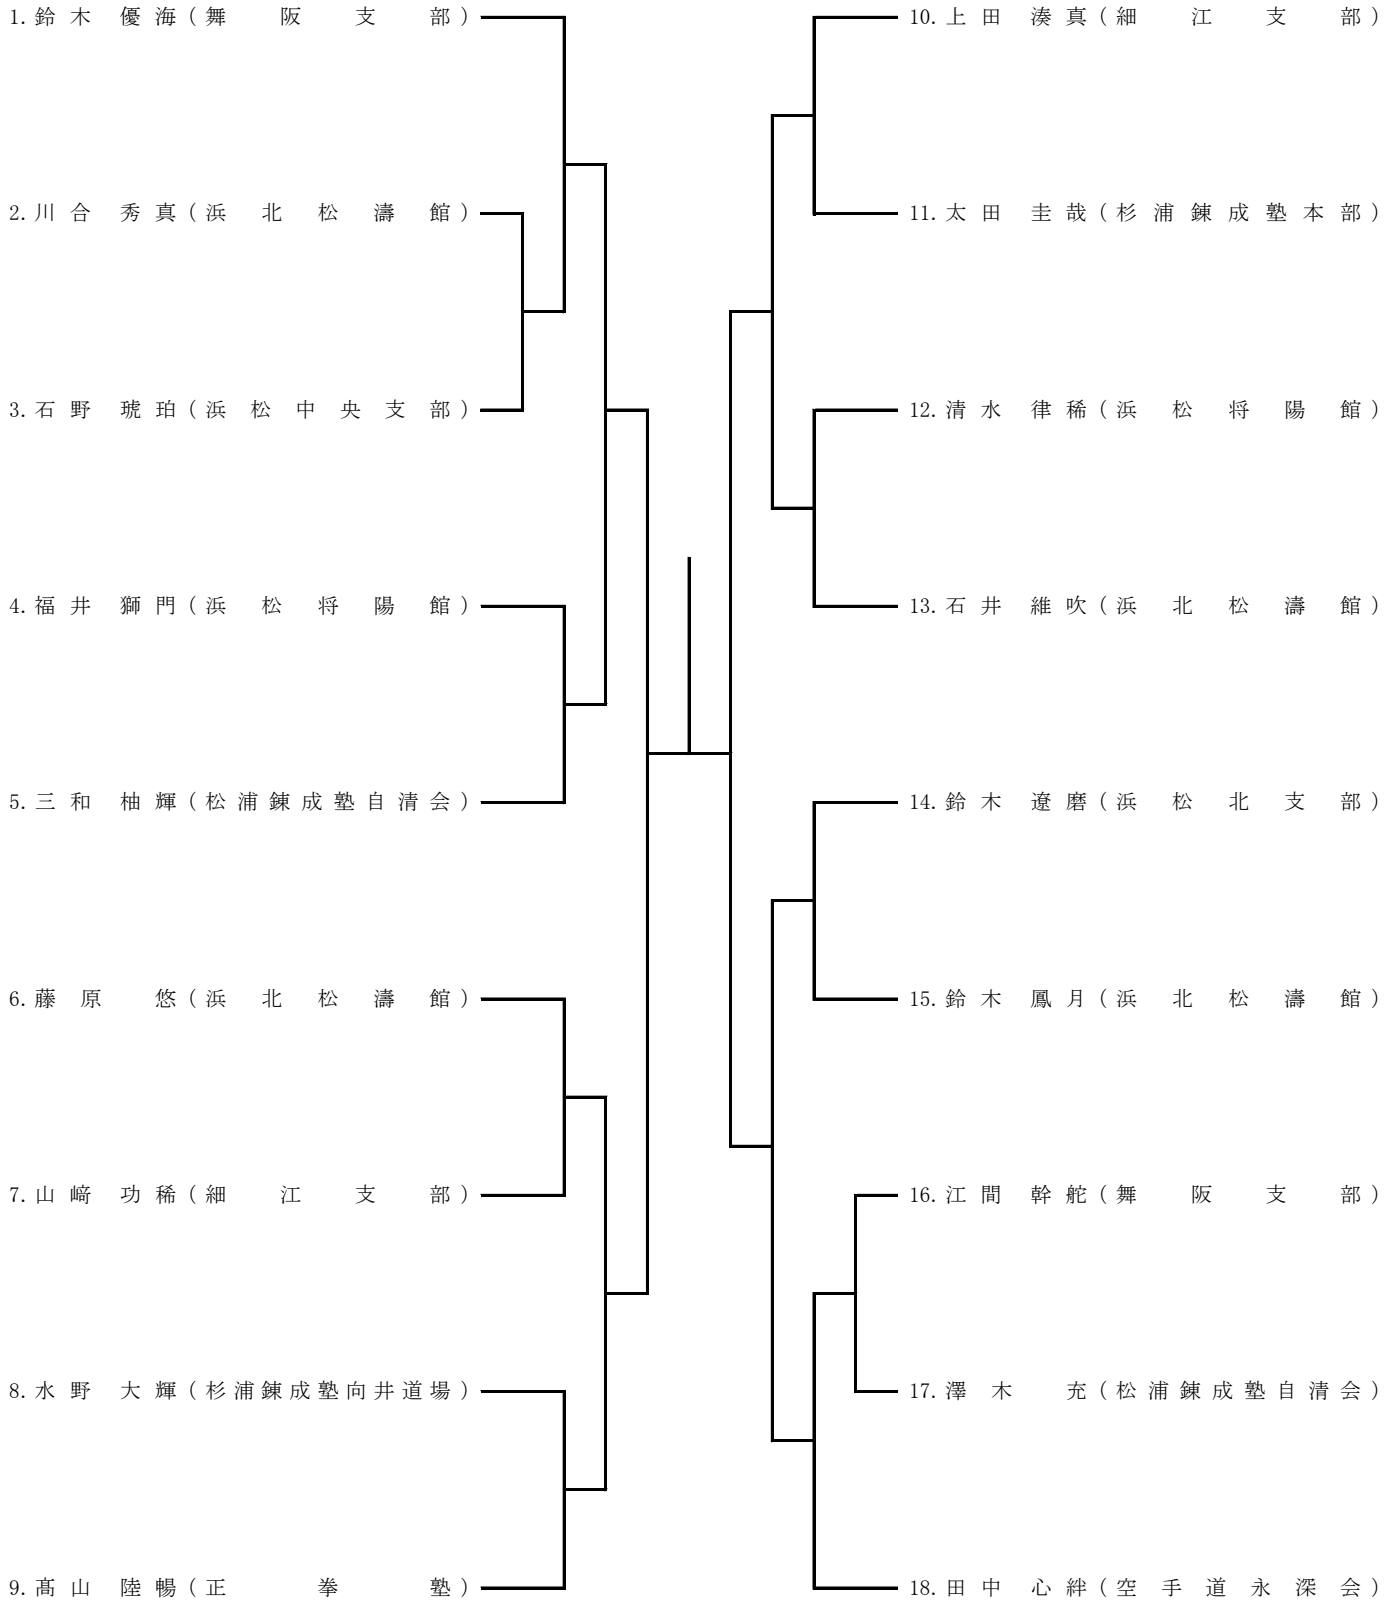 1. 鈴木 優海(舞阪支部)
2. 川合 秀真(浜北松濤館)
3. 石野 琥珀(浜松中央支部)
4. 福井 獅門(浜松将陽館)
5. 三和 柚輝(松浦錬成塾自清会)
6. 藤原 悠(浜北松濤館)
7. 山﨑 功稀(細江支部)
8. 水野 大輝(杉浦錬成塾向井道場)
9. 髙山 陸暢(正拳塾)
10. 上田 湊真(細江支部)
11. 太田 圭哉(杉浦錬成塾本部)
12. 清水 律稀(浜松将陽館)
13. 石井 維吹(浜北松濤館)
14. 鈴木 遼磨(浜松北支部)
15. 鈴木 鳳月(浜北松濤館)
16. 江間 幹舵(舞阪支部)
17. 澤木 充(松浦錬成塾自清会)
18. 田中 心絆(空手道永深会)